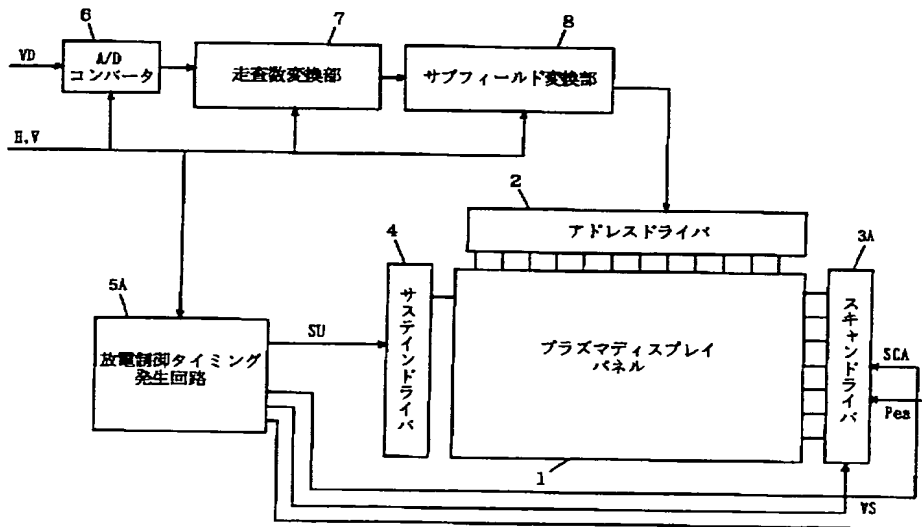 6
7
8
VD
A/D
コンバータ
走査数変換部
サブフィールド変換部
H.V
2
アドレスドライバ
4
3A
5A
サステインドライバ
スキャンドライバ
放電制御タイミング
発生回路
SU
プラズマディスプレイ
パネル
SCA
Pea
1
VS